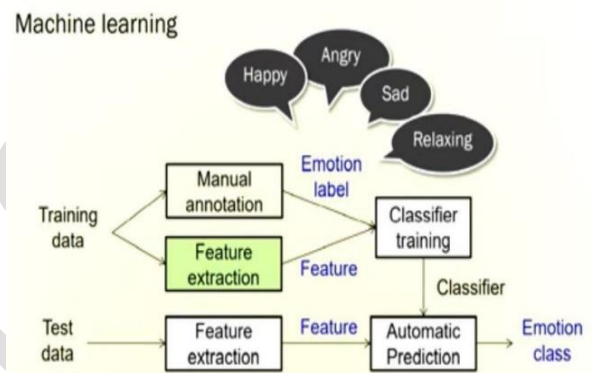 Machine learning
Happy
Angry
Sad
Relaxing
Manual
annotation
Emotion
label
Training
data
Classifier
training
Feature
extraction
Feature
Classifier
Test
data
Feature
extraction
Feature
Automatic
Prediction
Emotion
class